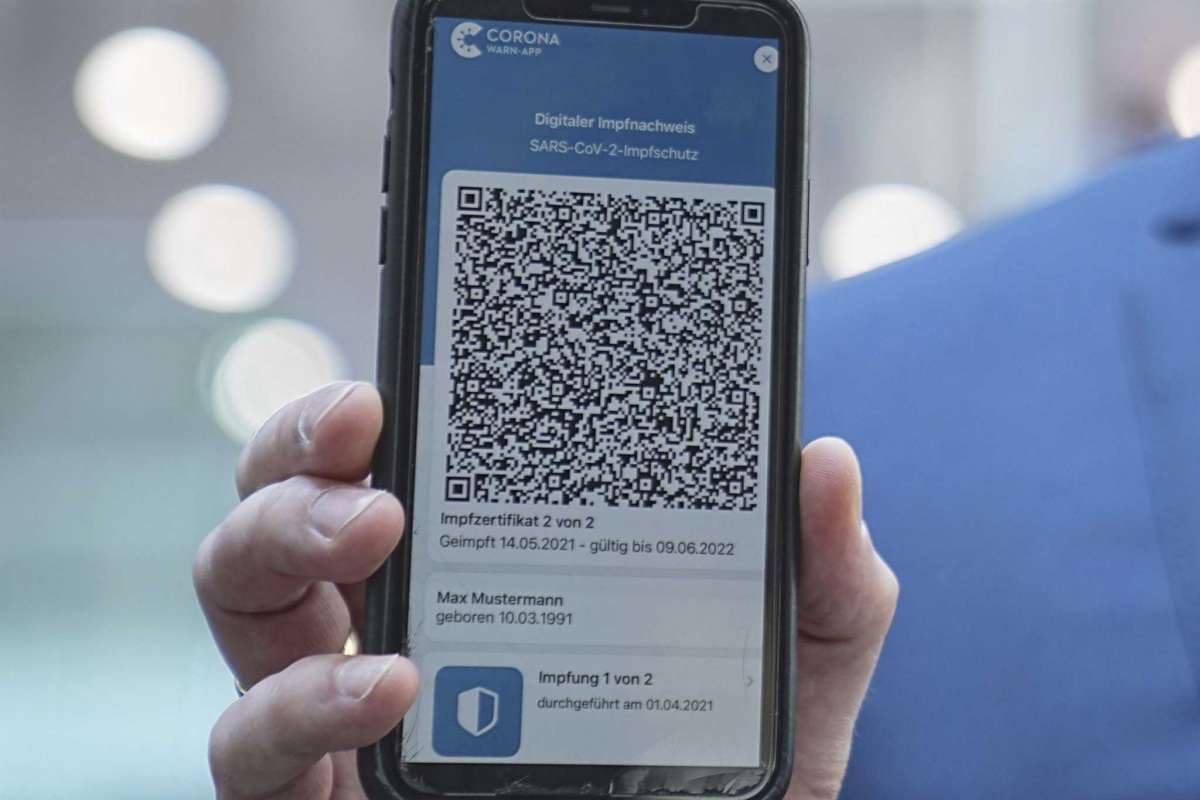 CORONA
WARN-APP
Digitaler Impfnachweis
SARS-CoV-2-Impfschutz
Impfzertifikat 2 von 2
Geimpft 14.05.2021 - gültig bis 09.06.2022
Max Mustermann
geboren 10.03.1991
Impfung 1 von 2
durchgeführt am 01.04.2021